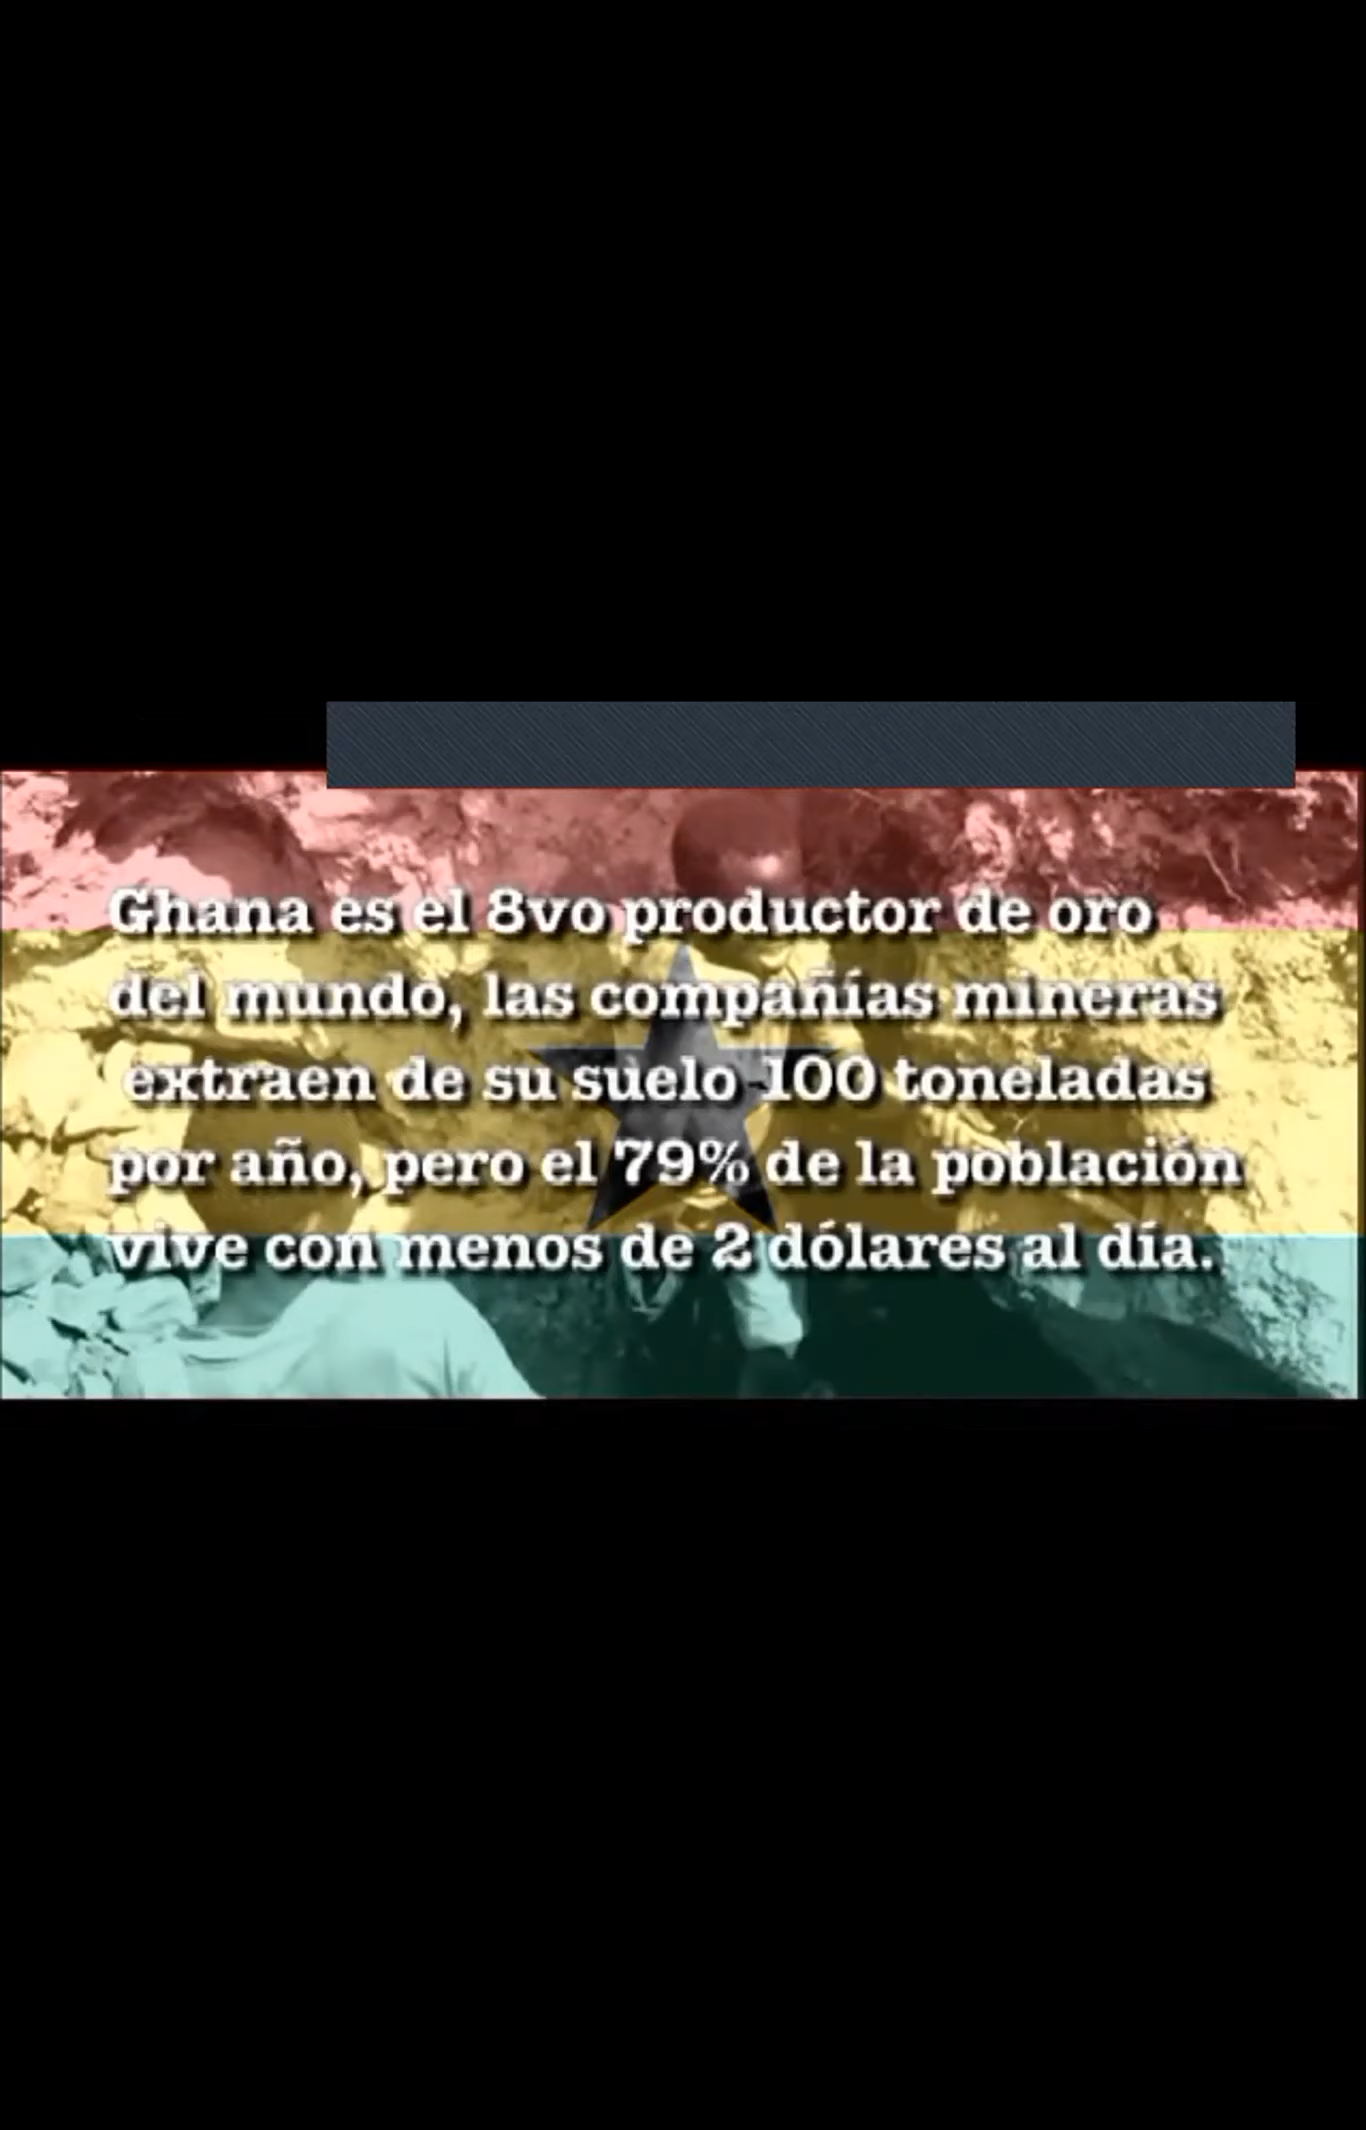 Ghana es el 8vo productor de oro
del mundo, las compañías mineras
extraen de su suelo 100 toneladas
por año, pero el 79% de la población
vive con menos de 2 dólares al día.